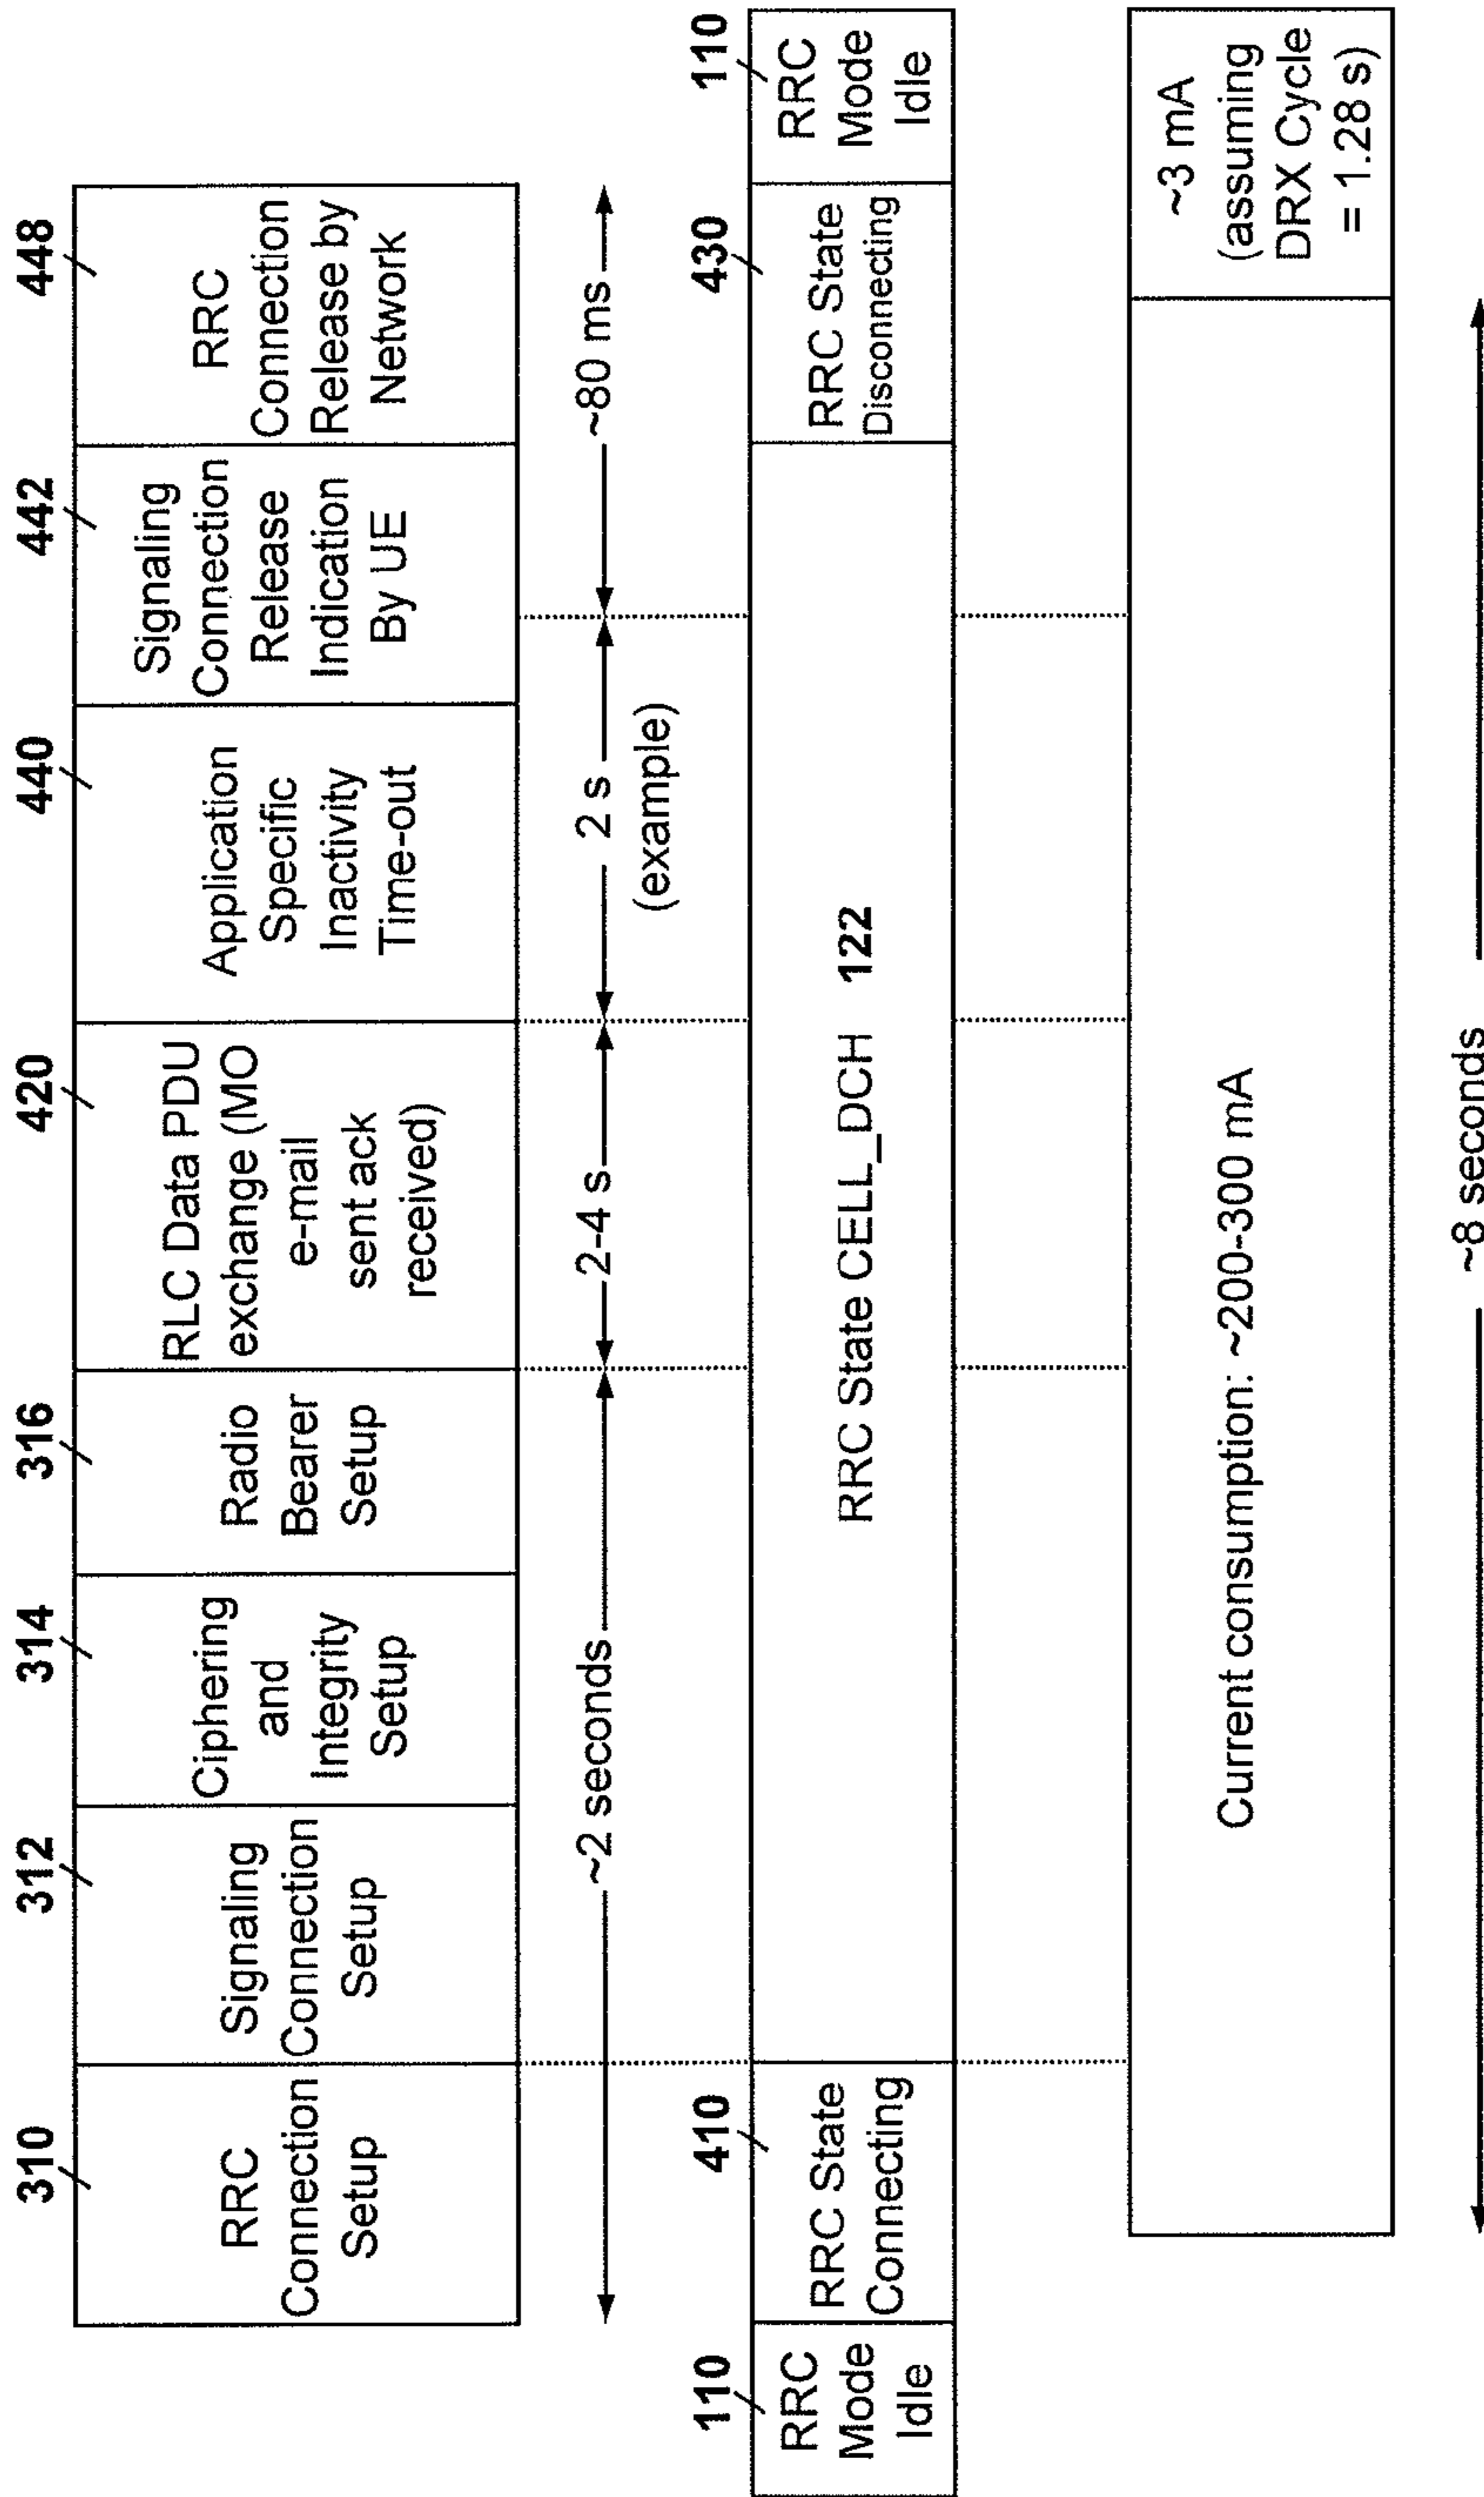 310
RRC
Connection
Setup
312
Signaling
Connection
Setup
314
Ciphering
and
Integrity
Setup
316
Radio
Bearer
Setup
420
RLC Data PDU
exchange (MO
e-mail
sent ack
received)
440
Application
Specific
Inactivity
Time-out
442
Signaling
Connection
Release
Indication
By UE
448
RRC
Connection
Release by
Network
~2 seconds
2-4 s
2 s
(example)
~80 ms
110
RRC
Mode
Idle
410
RRC State
Connecting
RRC State CELL_DCH 122
430
RRC State
Disconnecting
110
RRC
Mode
Idle
Current consumption: ~200-300 mA
~3 mA
(assuming
DRX Cycle
= 1.28 s)
~8 seconds